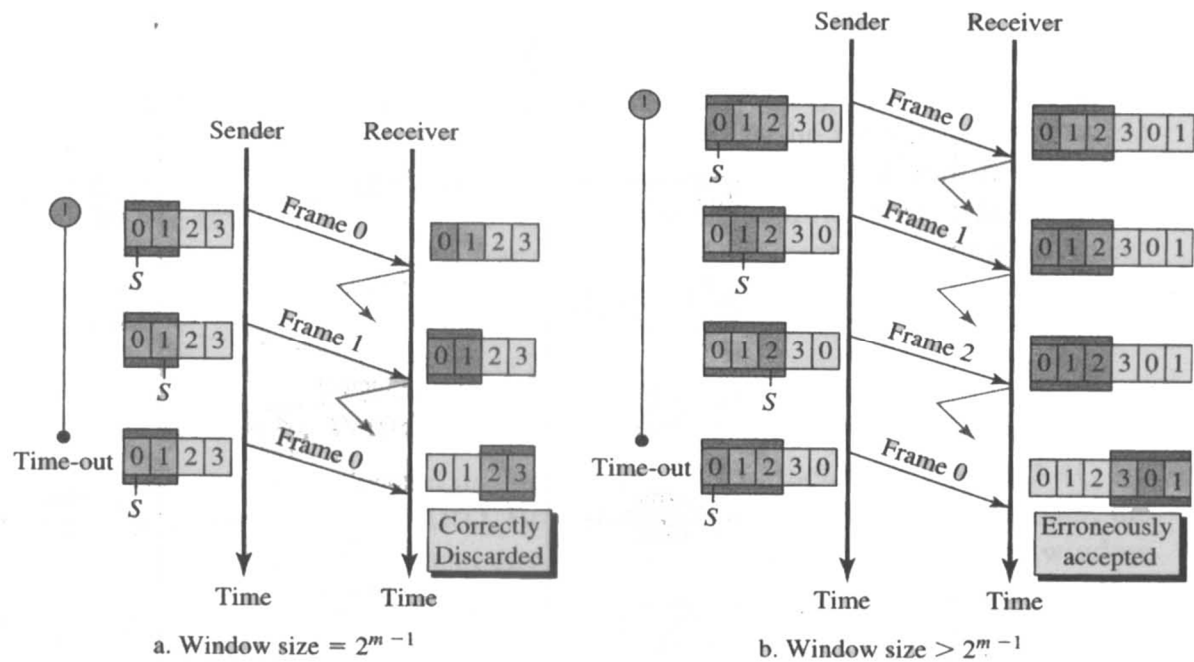 Sender Receiver
0 1 2 3
S
Frame 0
0 1 2 3
0 1 2 3
S
Frame 1
0 1 2 3
Time-out
0 1 2 3
S
Frame 0
0 1 2 3
Correctly
Discarded
Time Time
a. Window size = 2^{m-1}
Sender Receiver
1
0 1 2 3 0
S
Frame 0
0 1 2 3 0 1
0 1 2 3 0
S
Frame 1
0 1 2 3 0 1
0 1 2 3 0
S
Frame 2
0 1 2 3 0 1
Time-out
0 1 2 3 0
S
Frame 0
0 1 2 3 0 1
Erroneously
accepted
Time Time
b. Window size > 2^{m-1}